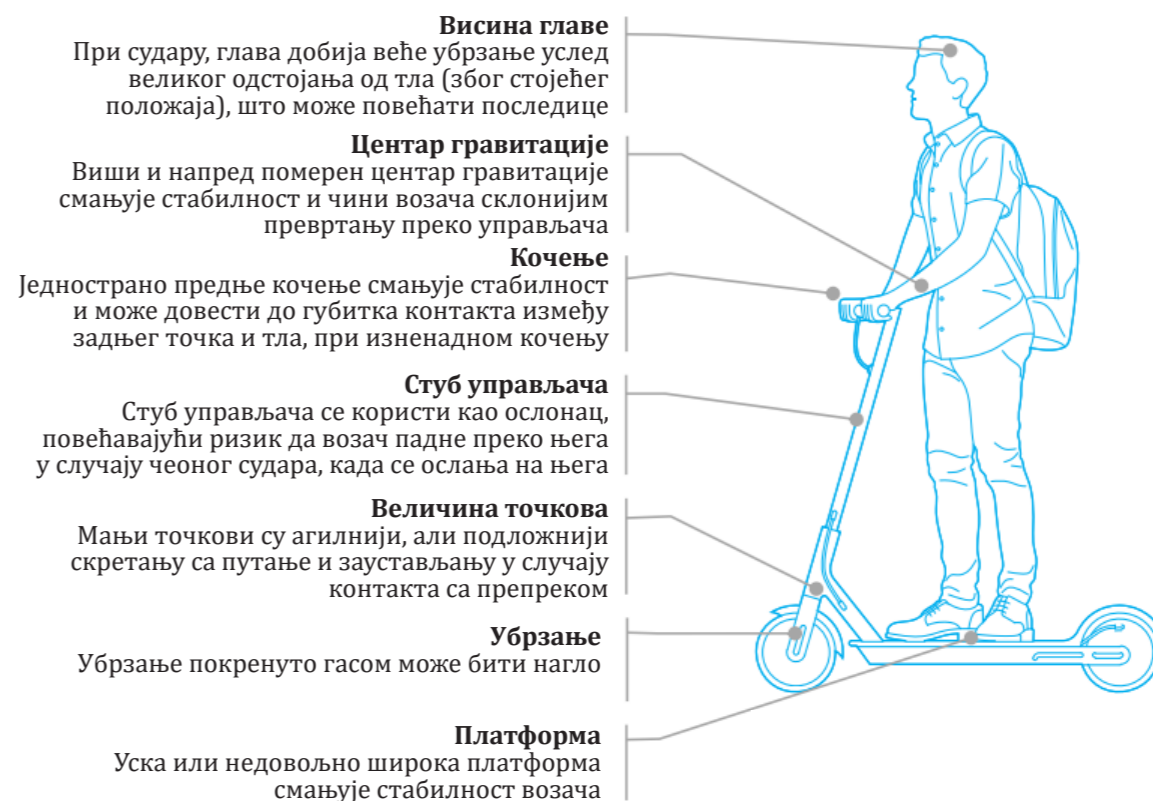 Висина главе
При судару, глава добија веће убрзање услед
великог одстојања од тла (због стојећег
положаја), што може повећати последице
Центар гравитације
Виши и напред померен центар гравитације
смањује стабилност и чини возача склонијим
превртању преко управљача
Кочење
Једнострано предње кочење смањује стабилност
и може довести до губитка контакта између
задњег точка и тла, при изненадном кочењу
Стуб управљача
Стуб управљача се користи као ослонац,
повећавајући ризик да возач падне преко њега
у случају чеоног судара, када се ослања на њега
Величина точкова
Мањи точкови су агилнији, али подложнији
скретању са путање и заустављању у случају
контакта са препреком
Убрзање
Убрзање покренуто гасом може бити нагло
Платформа
Уска или недовољно широка платформа
смањује стабилност возача